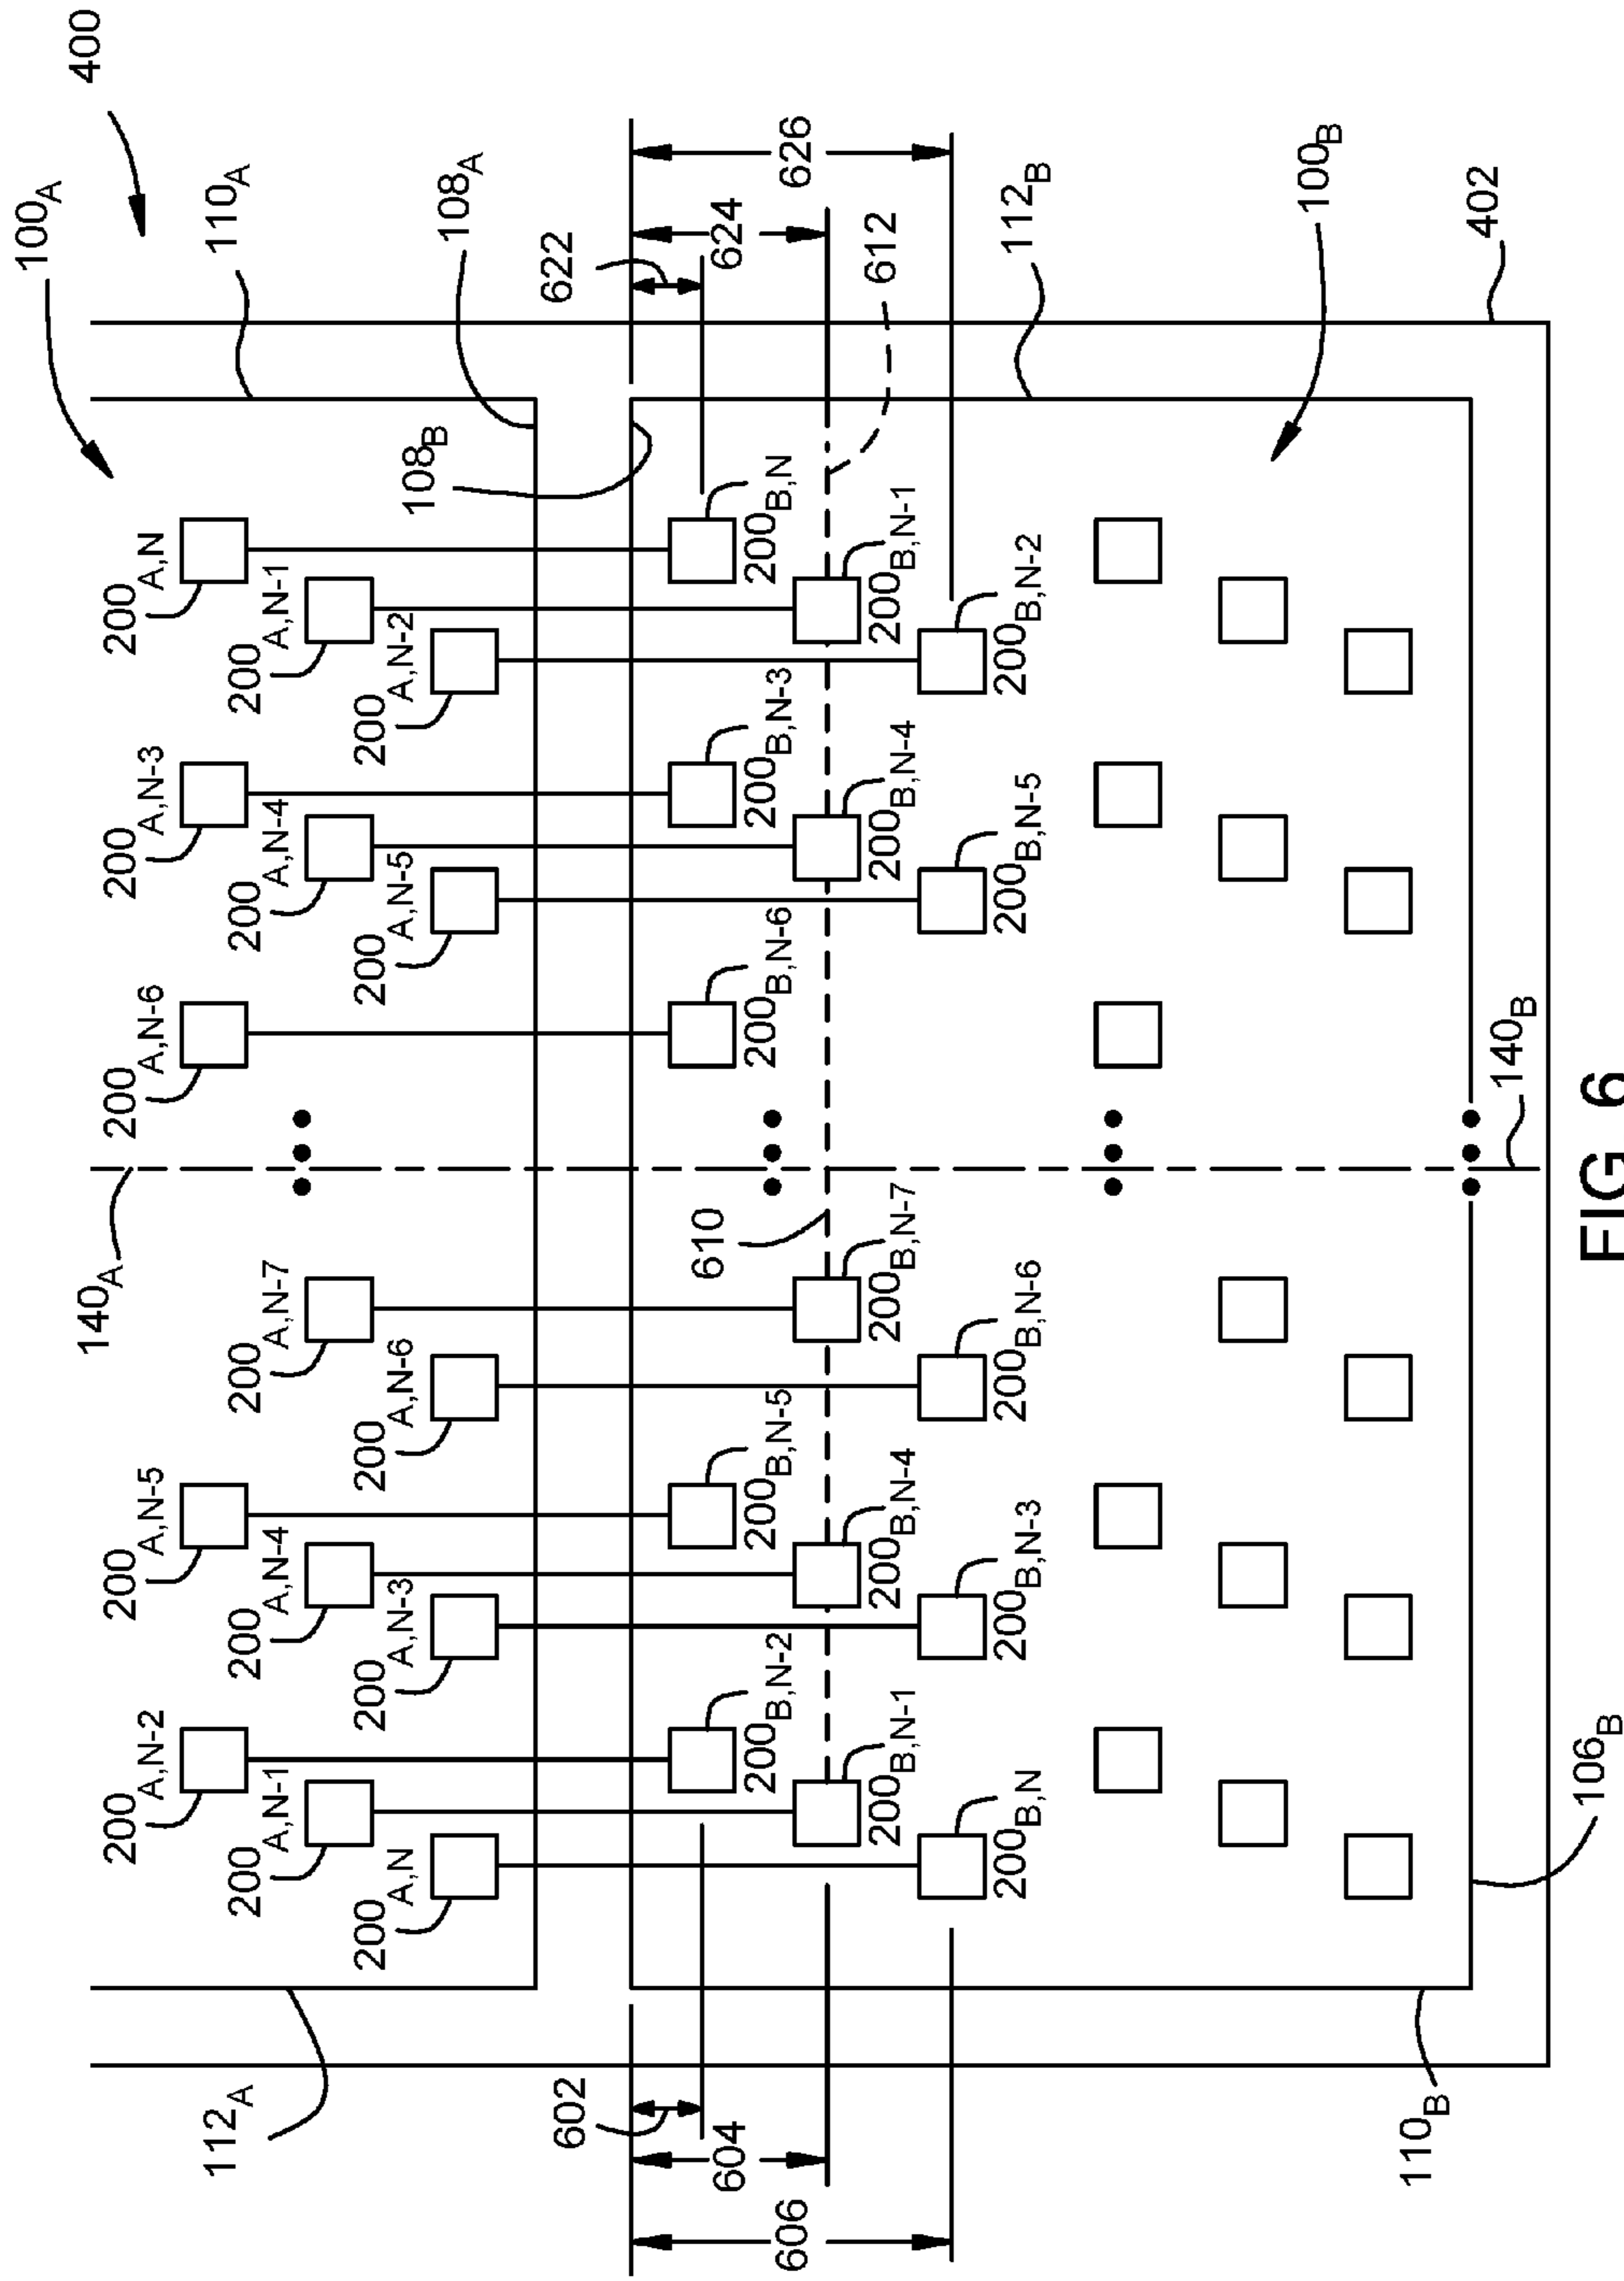 100A
400
140A
200A,N-2
200A,N-5
200A,N-6
200A,N-3
200A,N
112A
110A
200A,N-1
200A,N-4
200A,N-7
200A,N-4
200A,N-1
200A,N
200A,N-3
200A,N-6
200A,N-5
200A,N-2
108B
108A
602
622
604
610
624
200B,N-2
200B,N-5
200B,N-6
200B,N-3
200B,N
606
626
200B,N-1
200B,N-4
200B,N-7
200B,N-4
200B,N-1
612
200B,N
200B,N-3
200B,N-6
200B,N-5
200B,N-2
112B
100B
110B
402
140B
106B
FIG 6